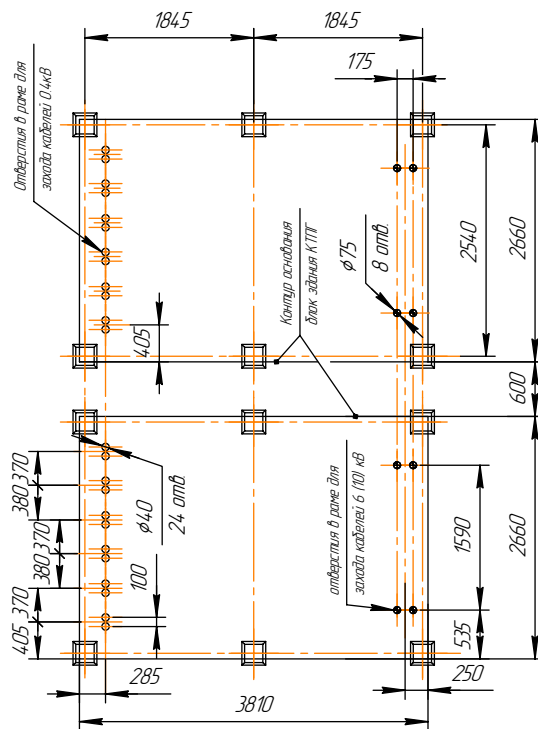 1845
1845
175
Отверстия в раме для
захода кабелей 0.4кВ
405
Контур основания
блок здания КТПГ
ϕ75
8 отв.
2540
2660
600
2660
370
380
370
380
370
405
ϕ40
24 отв.
100
отверстия в раме для
захода кабелей 6 (10) кВ
1590
535
285
250
3810